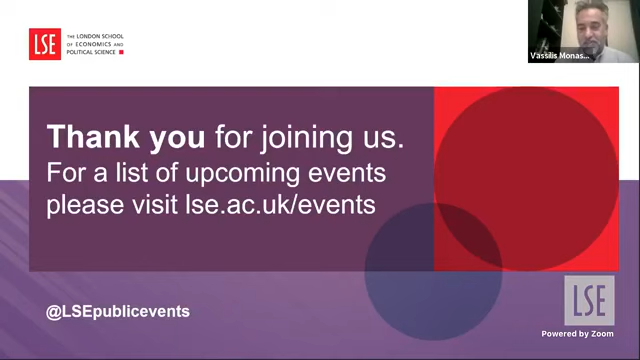 LSE
THE LONDON SCHOOL
OF ECONOMICS AND
POLITICAL SCIENCE
Vassilis Monas...
Thank you for joining us.
For a list of upcoming events
please visit lse.ac.uk/events
@LSEpublicevents
LSE
Powered by Zoom